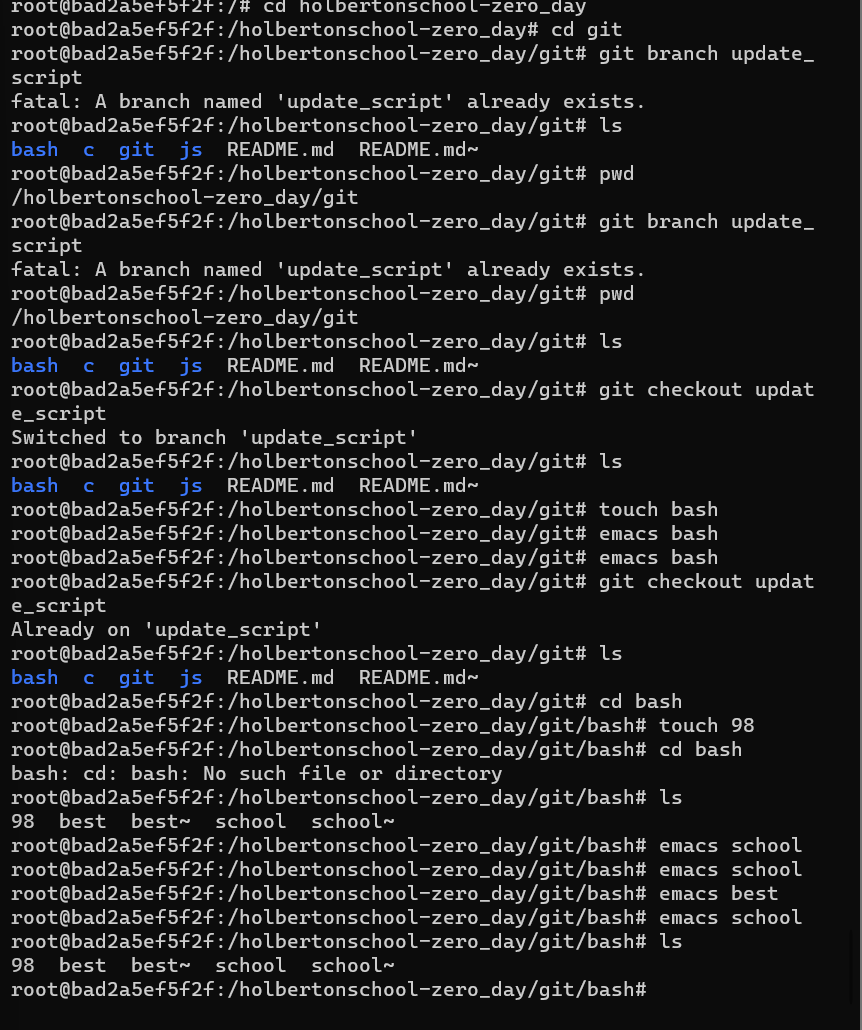 root@bad2a5ef5f2f:/# cd holbertonschool-zero_day
root@bad2a5ef5f2f:/holbertonschool-zero_day# cd git
root@bad2a5ef5f2f:/holbertonschool-zero_day/git# git branch update_
script
fatal: A branch named 'update_script' already exists.
root@bad2a5ef5f2f:/holbertonschool-zero_day/git# ls
bash  c  git  js  README.md  README.md~
root@bad2a5ef5f2f:/holbertonschool-zero_day/git# pwd
/holbertonschool-zero_day/git
root@bad2a5ef5f2f:/holbertonschool-zero_day/git# git branch update_
script
fatal: A branch named 'update_script' already exists.
root@bad2a5ef5f2f:/holbertonschool-zero_day/git# pwd
/holbertonschool-zero_day/git
root@bad2a5ef5f2f:/holbertonschool-zero_day/git# ls
bash  c  git  js  README.md  README.md~
root@bad2a5ef5f2f:/holbertonschool-zero_day/git# git checkout updat
e_script
Switched to branch 'update_script'
root@bad2a5ef5f2f:/holbertonschool-zero_day/git# ls
bash  c  git  js  README.md  README.md~
root@bad2a5ef5f2f:/holbertonschool-zero_day/git# touch bash
root@bad2a5ef5f2f:/holbertonschool-zero_day/git# emacs bash
root@bad2a5ef5f2f:/holbertonschool-zero_day/git# emacs bash
root@bad2a5ef5f2f:/holbertonschool-zero_day/git# git checkout updat
e_script
Already on 'update_script'
root@bad2a5ef5f2f:/holbertonschool-zero_day/git# ls
bash  c  git  js  README.md  README.md~
root@bad2a5ef5f2f:/holbertonschool-zero_day/git# cd bash
root@bad2a5ef5f2f:/holbertonschool-zero_day/git/bash# touch 98
root@bad2a5ef5f2f:/holbertonschool-zero_day/git/bash# cd bash
bash: cd: bash: No such file or directory
root@bad2a5ef5f2f:/holbertonschool-zero_day/git/bash# ls
98  best  best~  school  school~
root@bad2a5ef5f2f:/holbertonschool-zero_day/git/bash# emacs school
root@bad2a5ef5f2f:/holbertonschool-zero_day/git/bash# emacs school
root@bad2a5ef5f2f:/holbertonschool-zero_day/git/bash# emacs best
root@bad2a5ef5f2f:/holbertonschool-zero_day/git/bash# emacs school
root@bad2a5ef5f2f:/holbertonschool-zero_day/git/bash# ls
98  best  best~  school  school~
root@bad2a5ef5f2f:/holbertonschool-zero_day/git/bash#